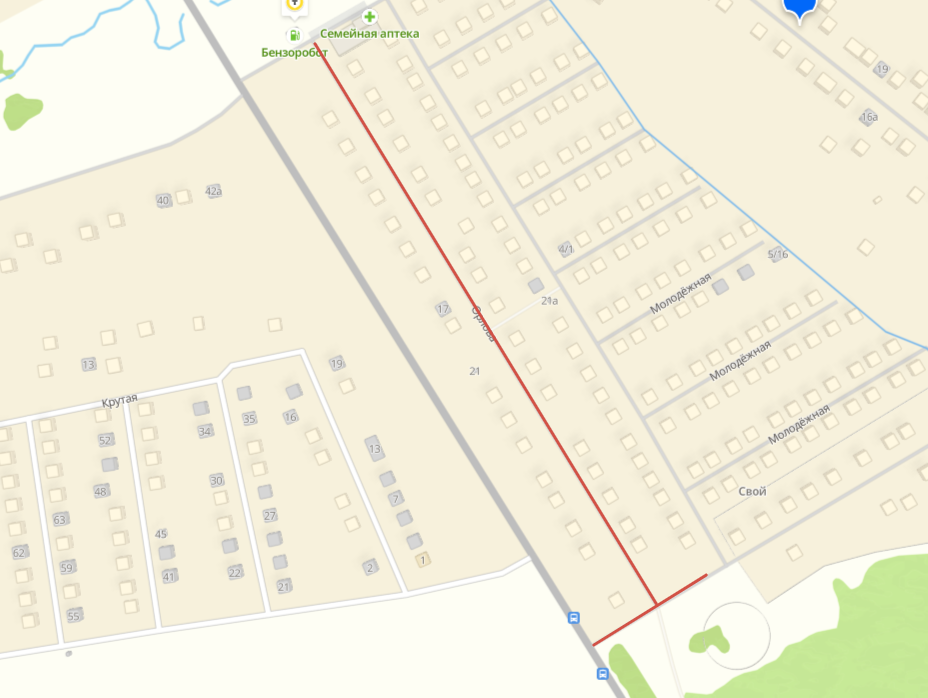 Семейная аптека
Бензоробот
19
16а
40
42а
4/1
5/16
Молодёжная
21а
17
Орлова
Молодёжная
19
21
13
Крутая
Молодёжная
35
16
34
52
13
30
48
Свой
7
63
27
45
62
1
59
41
22
2
21
55